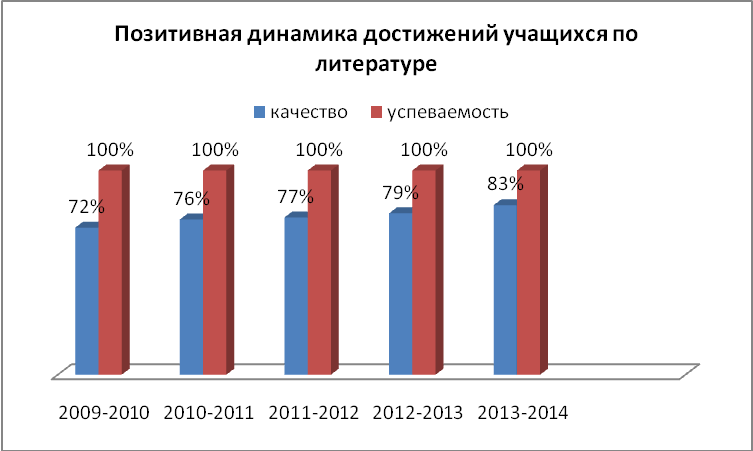 Позитивная динамика достижений учащихся по
литературе
качество успеваемость
100% 100% 100% 100% 100%
72% 76% 77% 79% 83%
2009-2010 2010-2011 2011-2012 2012-2013 2013-2014